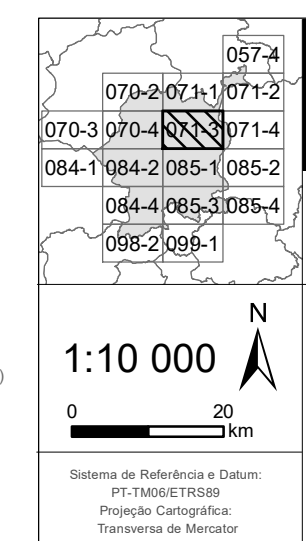 057-4
070-2 071-1 071-2
070-3 070-4 071-3 071-4
084-1 084-2 085-1 085-2
084-4 085-3 085-4
098-2 099-1
N
1:10 000
0 20
km
Sistema de Referência e Datum:
PT-TM06/ETRS89
Projeção Cartográfica:
Transversa de Mercator
)